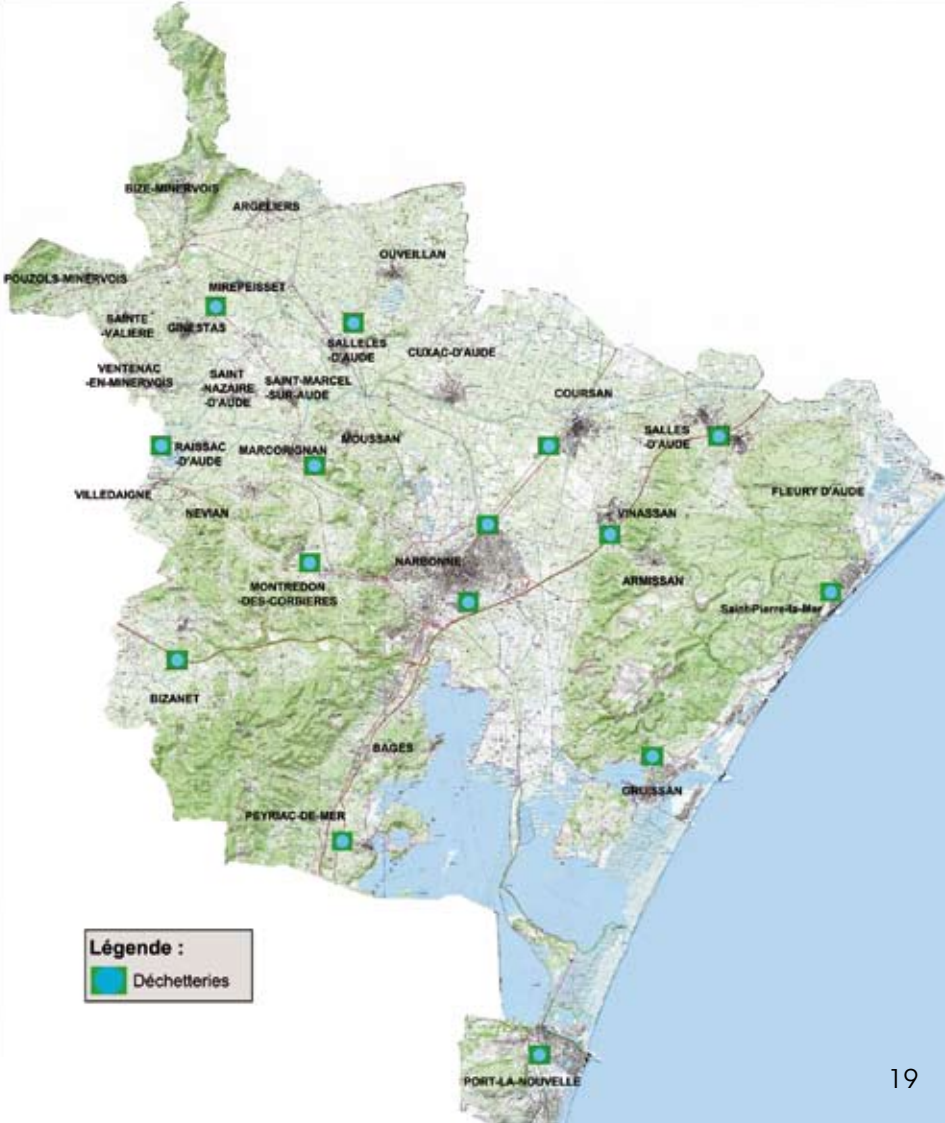 BIZE-MINERVOIS
ARGELIERS
OUVEILLAN
POUZOLS-MINERVOIS
MIREPEISSET
SAINTE
-VALIERE
GINESTAS
SALLELES
-D'AUDE
CUXAC-D'AUDE
VENTENAC
-EN-MINERVOIS
SAINT
-NAZAIRE
-D'AUDE
SAINT-MARCEL
-SUR-AUDE
COURSAN
SALLES
-D'AUDE
RAISSAC
-D'AUDE
MARCORIGNAN
MOUSSAN
VILLEDAIGNE
NEVIAN
FLEURY D'AUDE
VINASSAN
NARBONNE
ARMISSAN
MONTREDON
-DES-CORBIERES
Saint-Pierre-la-Mer
BIZANET
BAGES
GRUISSAN
PEYRIAC-DE-MER
Légende :
Déchetteries
PORT-LA-NOUVELLE
19